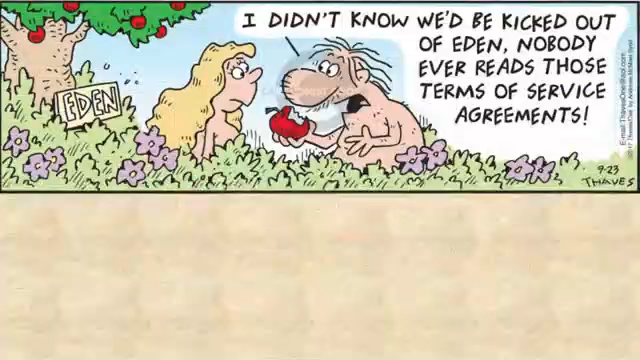 I DIDN'T KNOW WE'D BE KICKED OUT
OF EDEN, NOBODY
EVER READS THOSE
TERMS OF SERVICE
AGREEMENTS!
EDEN
9-23
THAVES